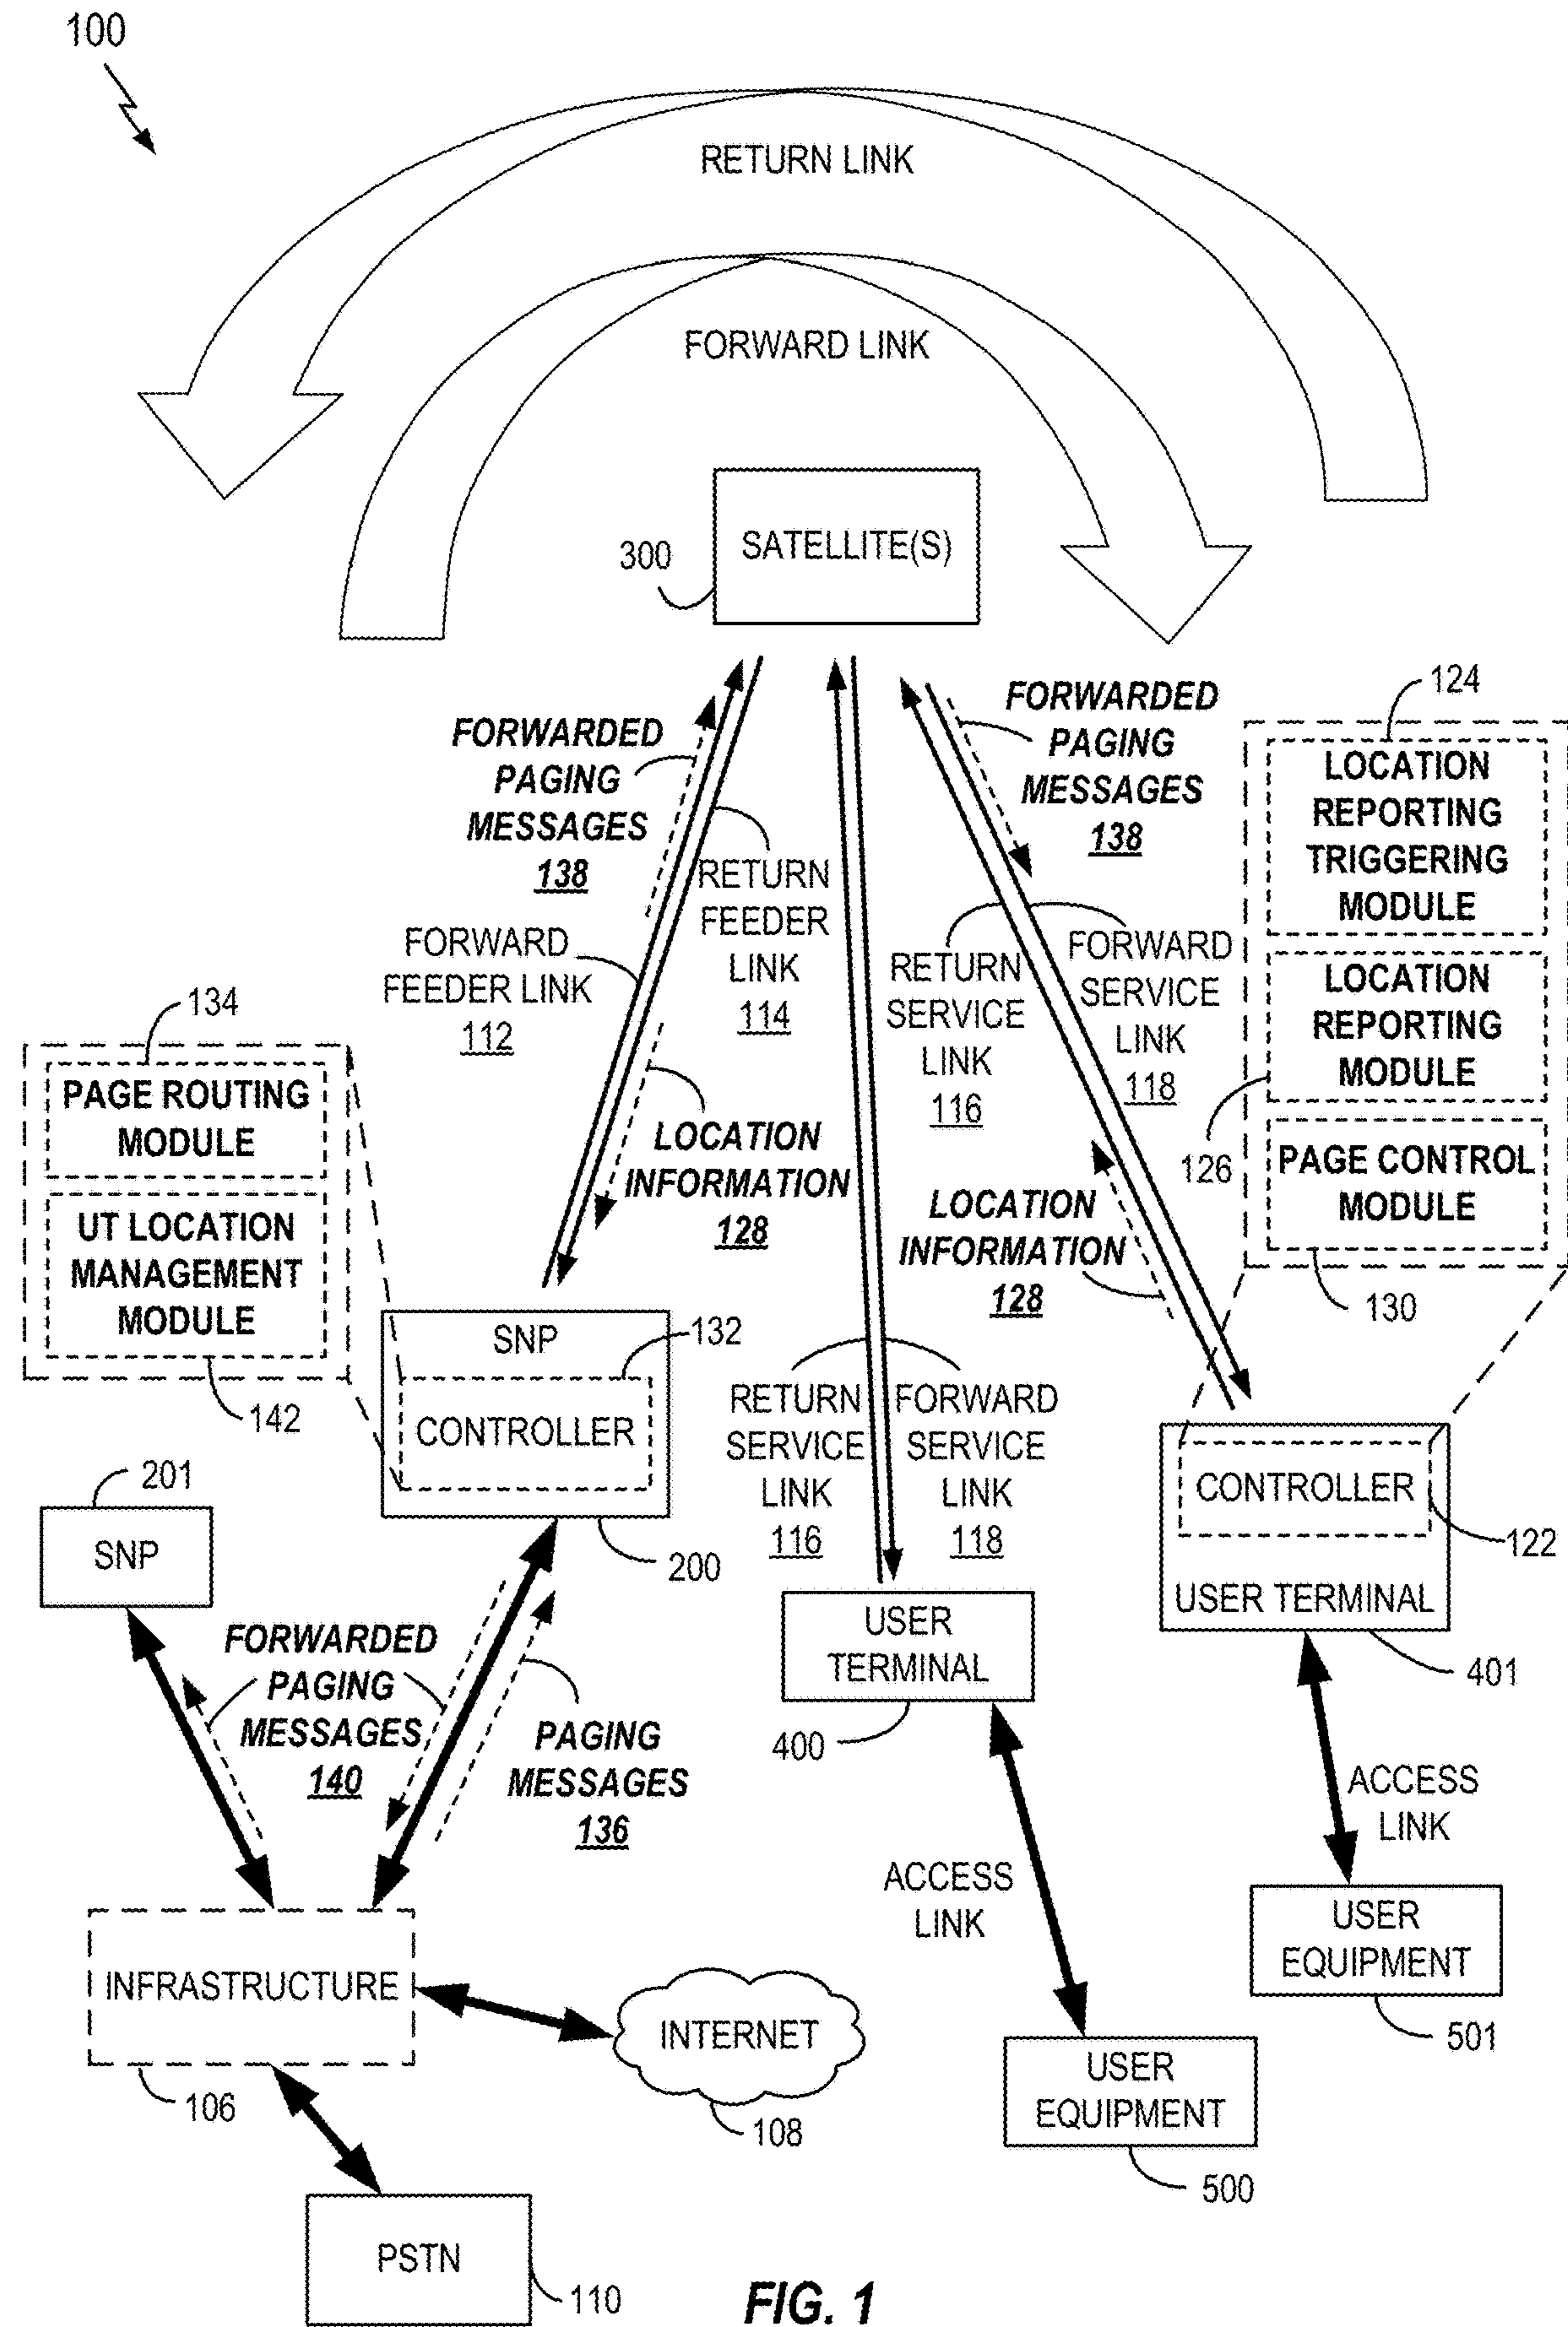 100
RETURN LINK
FORWARD LINK
SATELLITE(S)
300
FORWARDED
PAGING
MESSAGES
138
FORWARDED
PAGING
MESSAGES
138
124
LOCATION
REPORTING
TRIGGERING
MODULE
LOCATION
REPORTING
MODULE
126
PAGE CONTROL
MODULE
130
RETURN
FEEDER
LINK
114
FORWARD
FEEDER LINK
112
RETURN
SERVICE
LINK
116
FORWARD
SERVICE
LINK
118
134
PAGE ROUTING
MODULE
UT LOCATION
MANAGEMENT
MODULE
142
LOCATION
INFORMATION
128
LOCATION
INFORMATION
128
SNP
132
CONTROLLER
200
RETURN
SERVICE
LINK
116
FORWARD
SERVICE
LINK
118
CONTROLLER
122
USER TERMINAL
401
201
SNP
USER
TERMINAL
400
FORWARDED
PAGING
MESSAGES
140
PAGING
MESSAGES
136
ACCESS
LINK
ACCESS
LINK
USER
EQUIPMENT
501
INFRASTRUCTURE
106
INTERNET
108
USER
EQUIPMENT
500
PSTN
110
FIG. 1